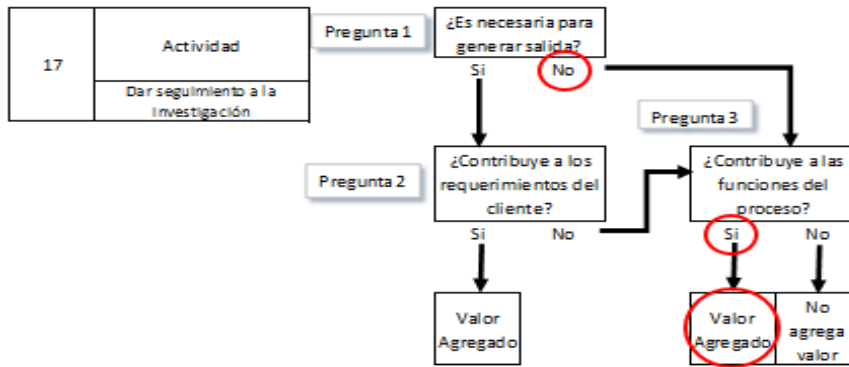 17
Actividad
Dar seguimiento a la
investigación
Pregunta 1
¿Es necesaria para
generar salida?
Si
No
Pregunta 2
¿Contribuye a los
requerimientos del
cliente?
Si
No
Pregunta 3
¿Contribuye a las
funciones del
proceso?
Si
No
Valor
Agregado
Valor
Agregado
No
agrega
valor